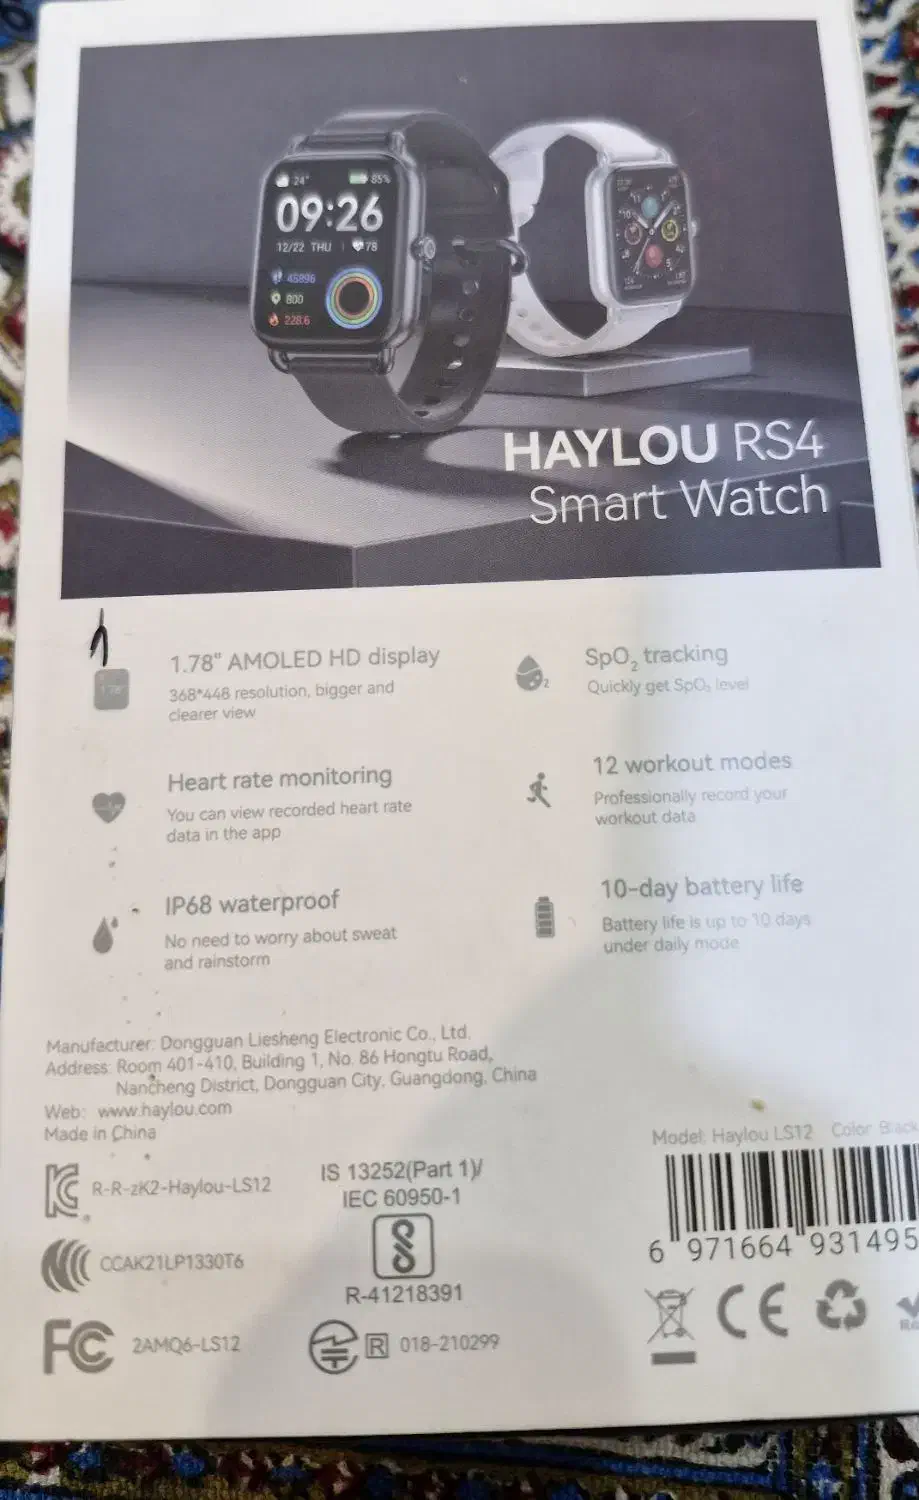 24°
85%
09:26
12/22 THU
78
45896
800
228.6
HAYLOU RS4
Smart Watch
1.78" AMOLED HD display
368*448 resolution, bigger and
clearer view
SpO₂ tracking
Quickly get SpO₂ level
Heart rate monitoring
You can view recorded heart rate
data in the app
12 workout modes
Professionally record your
workout data
IP68 waterproof
No need to worry about sweat
and rainstorm
10-day battery life
Battery life is up to 10 days
under daily mode
Manufacturer: Dongguan Liesheng Electronic Co., Ltd.
Address: Room 401-410, Building 1, No. 86 Hongtu Road,
Nancheng District, Dongguan City, Guangdong, China
Web: www.haylou.com
Made in China
Model: Haylou LS12 Color: Black
R-R-zK2-Haylou-LS12
IS 13252(Part 1)/
IEC 60950-1
6 971664 931495
CCAK21LP1330T6
R-41218391
CE
FC 2AMQ6-LS12
R 018-210299